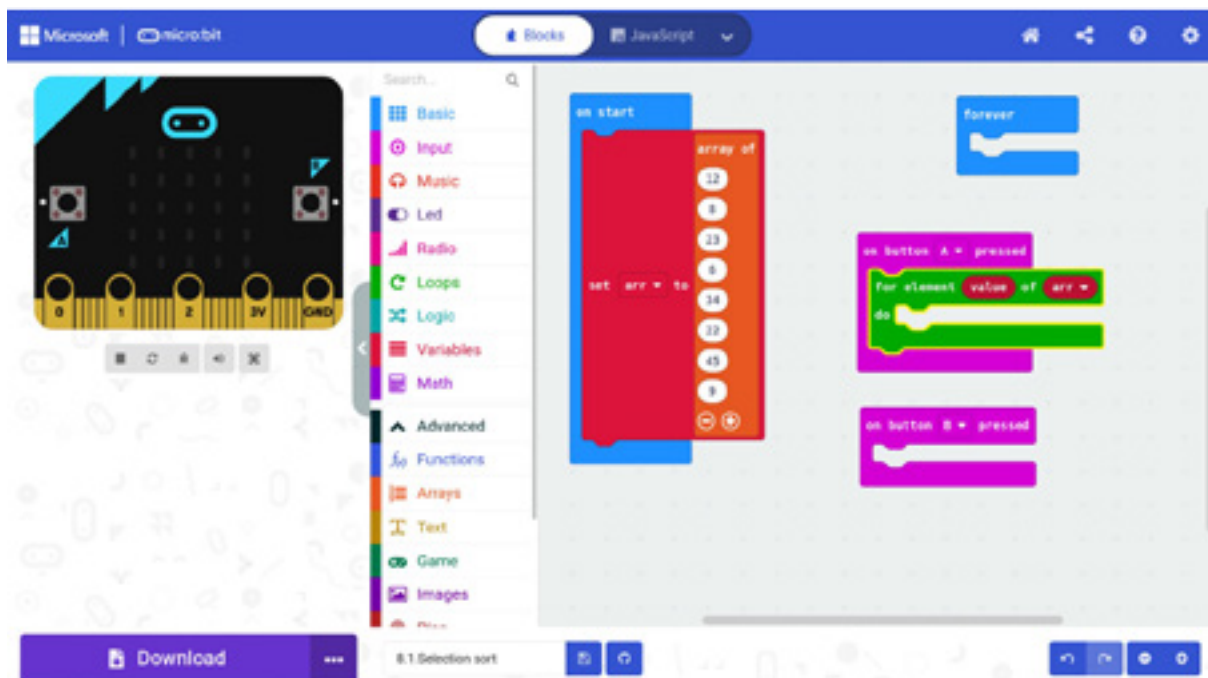 Microsoft | micro:bit
Blocks
JavaScript
A
B
0 1 2 3V GND
Search...
Basic
Input
Music
Led
Radio
Loops
Logic
Variables
Math
Advanced
Functions
Arrays
Text
Game
Images
on start
set arr to
array of
12
8
23
6
22
45
9
forever
on button A pressed
for element value of arr
do
on button B pressed
Download
8.1.Selection sort